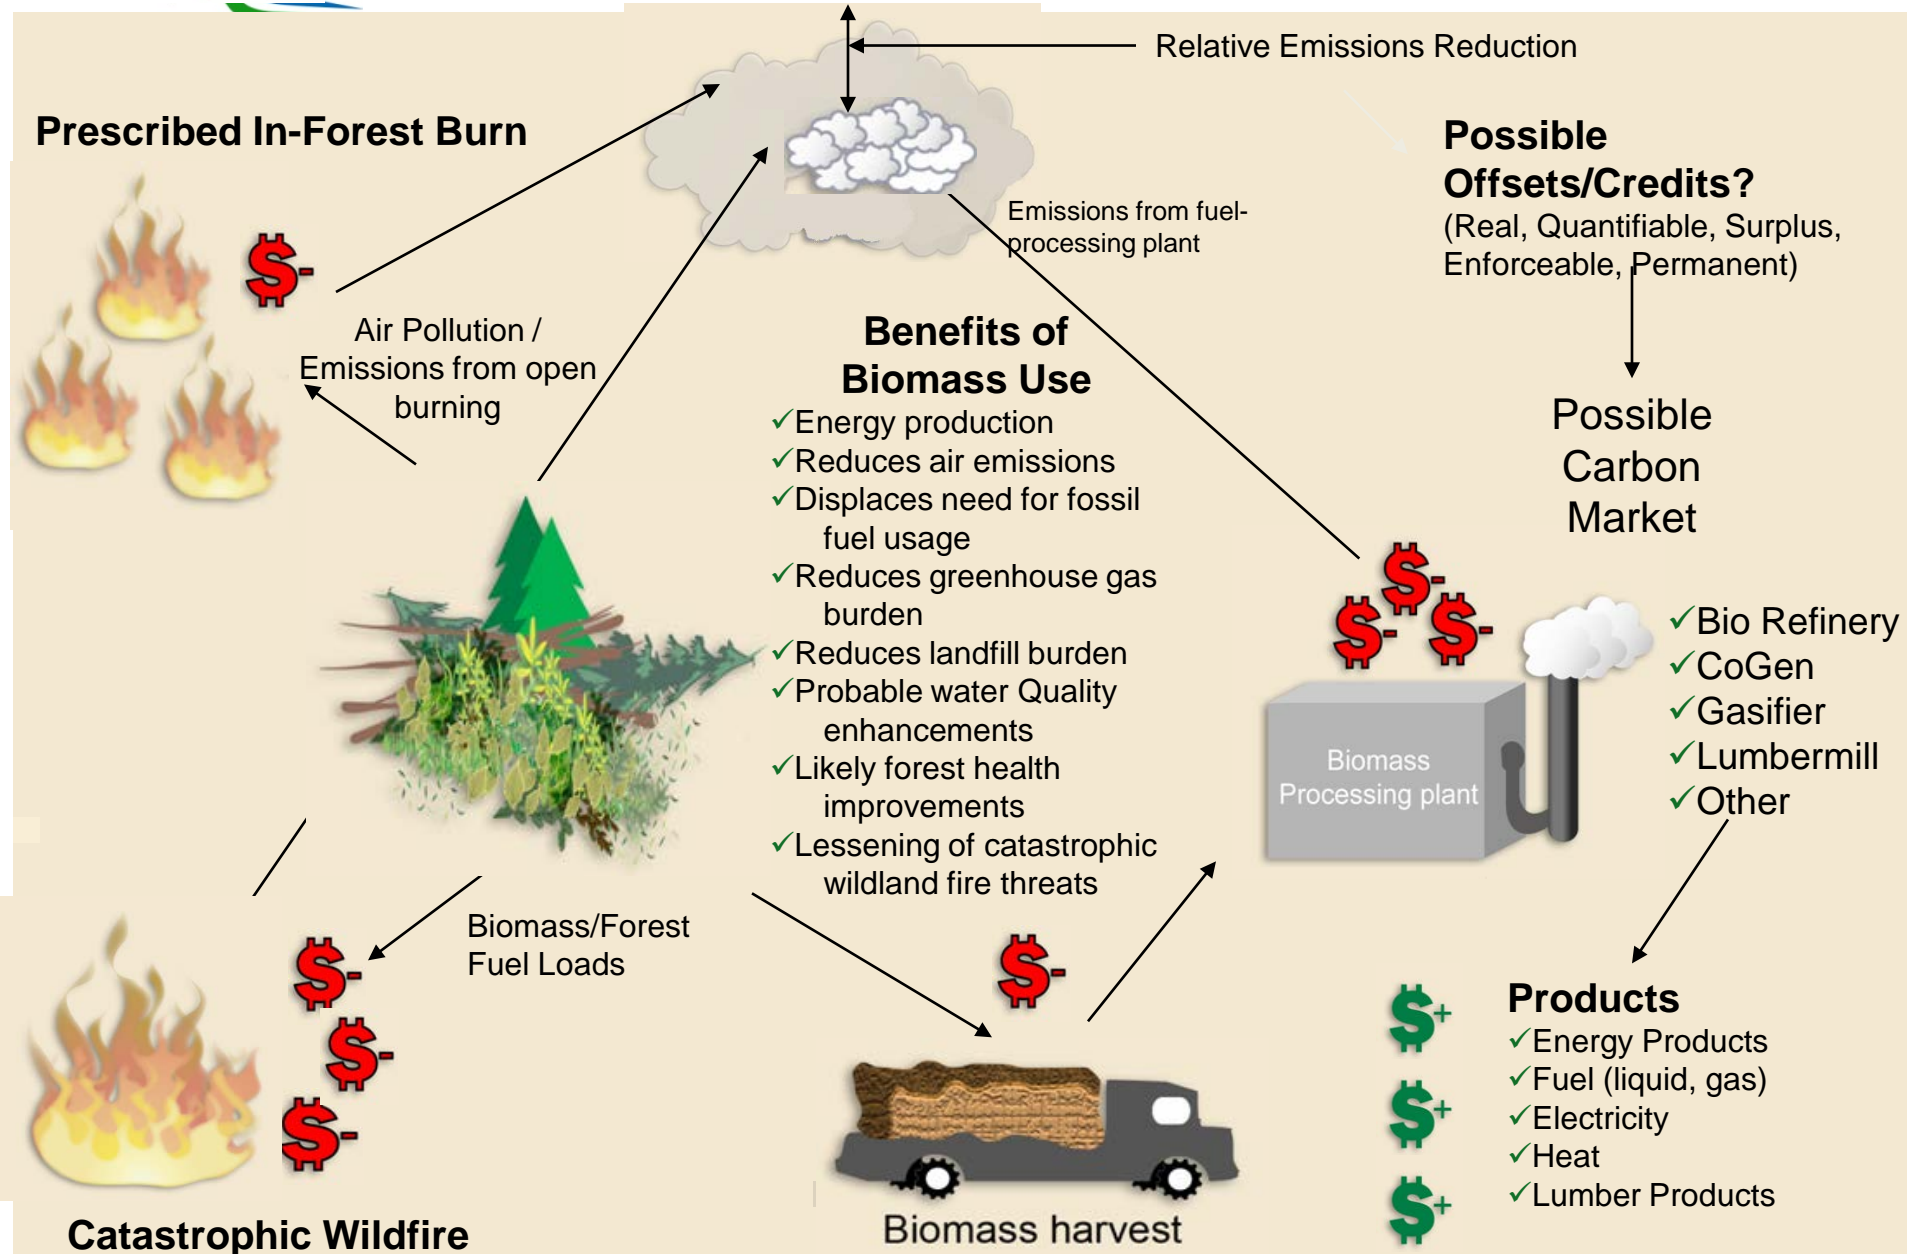 Relative Emissions Reduction
Prescribed In-Forest Burn
Possible
Offsets/Credits?
(Real, Quantifiable, Surplus,
Enforceable, Permanent)
Emissions from fuel-
processing plant
$-
Air Pollution /
Emissions from open
burning
Benefits of
Biomass Use
✓Energy production
✓Reduces air emissions
✓Displaces need for fossil
fuel usage
✓Reduces greenhouse gas
burden
✓Reduces landfill burden
✓Probable water Quality
enhancements
✓Likely forest health
improvements
✓Lessening of catastrophic
wildland fire threats
Possible
Carbon
Market
$-
$-
$-
✓Bio Refinery
✓CoGen
✓Gasifier
✓Lumbermill
✓Other
Biomass
Processing plant
Biomass/Forest
Fuel Loads
$-
$-
$-
$-
Products
✓Energy Products
✓Fuel (liquid, gas)
✓Electricity
✓Heat
✓Lumber Products
$+
$+
$+
Catastrophic Wildfire
Biomass harvest